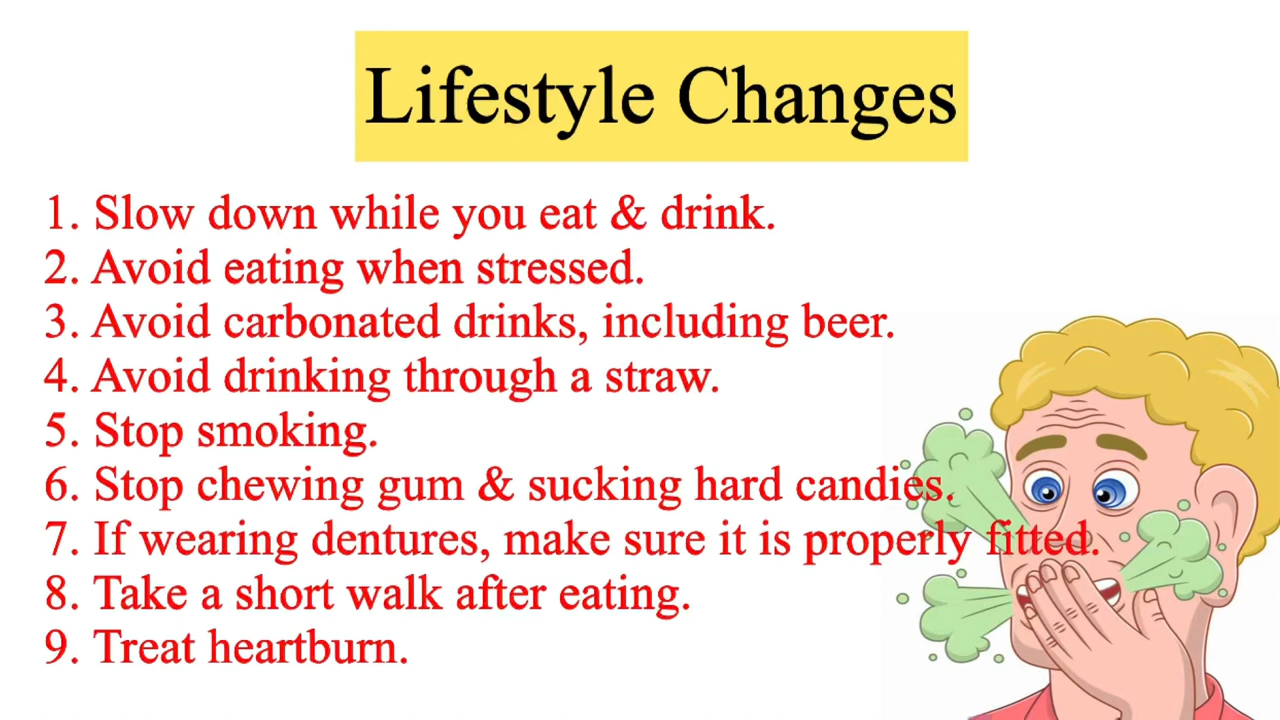 Lifestyle Changes
1. Slow down while you eat & drink.
2. Avoid eating when stressed.
3. Avoid carbonated drinks, including beer.
4. Avoid drinking through a straw.
5. Stop smoking.
6. Stop chewing gum & sucking hard candies.
7. If wearing dentures, make sure it is properly fitted.
8. Take a short walk after eating.
9. Treat heartburn.